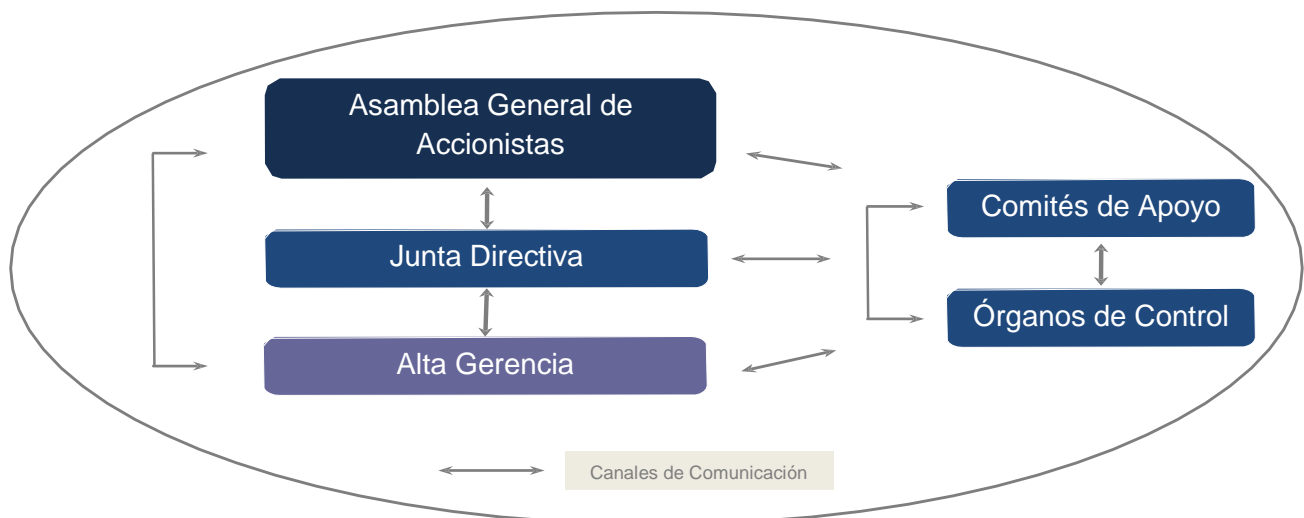 Asamblea General de
Accionistas
Junta Directiva
Alta Gerencia
Comités de Apoyo
Órganos de Control
Canales de Comunicación